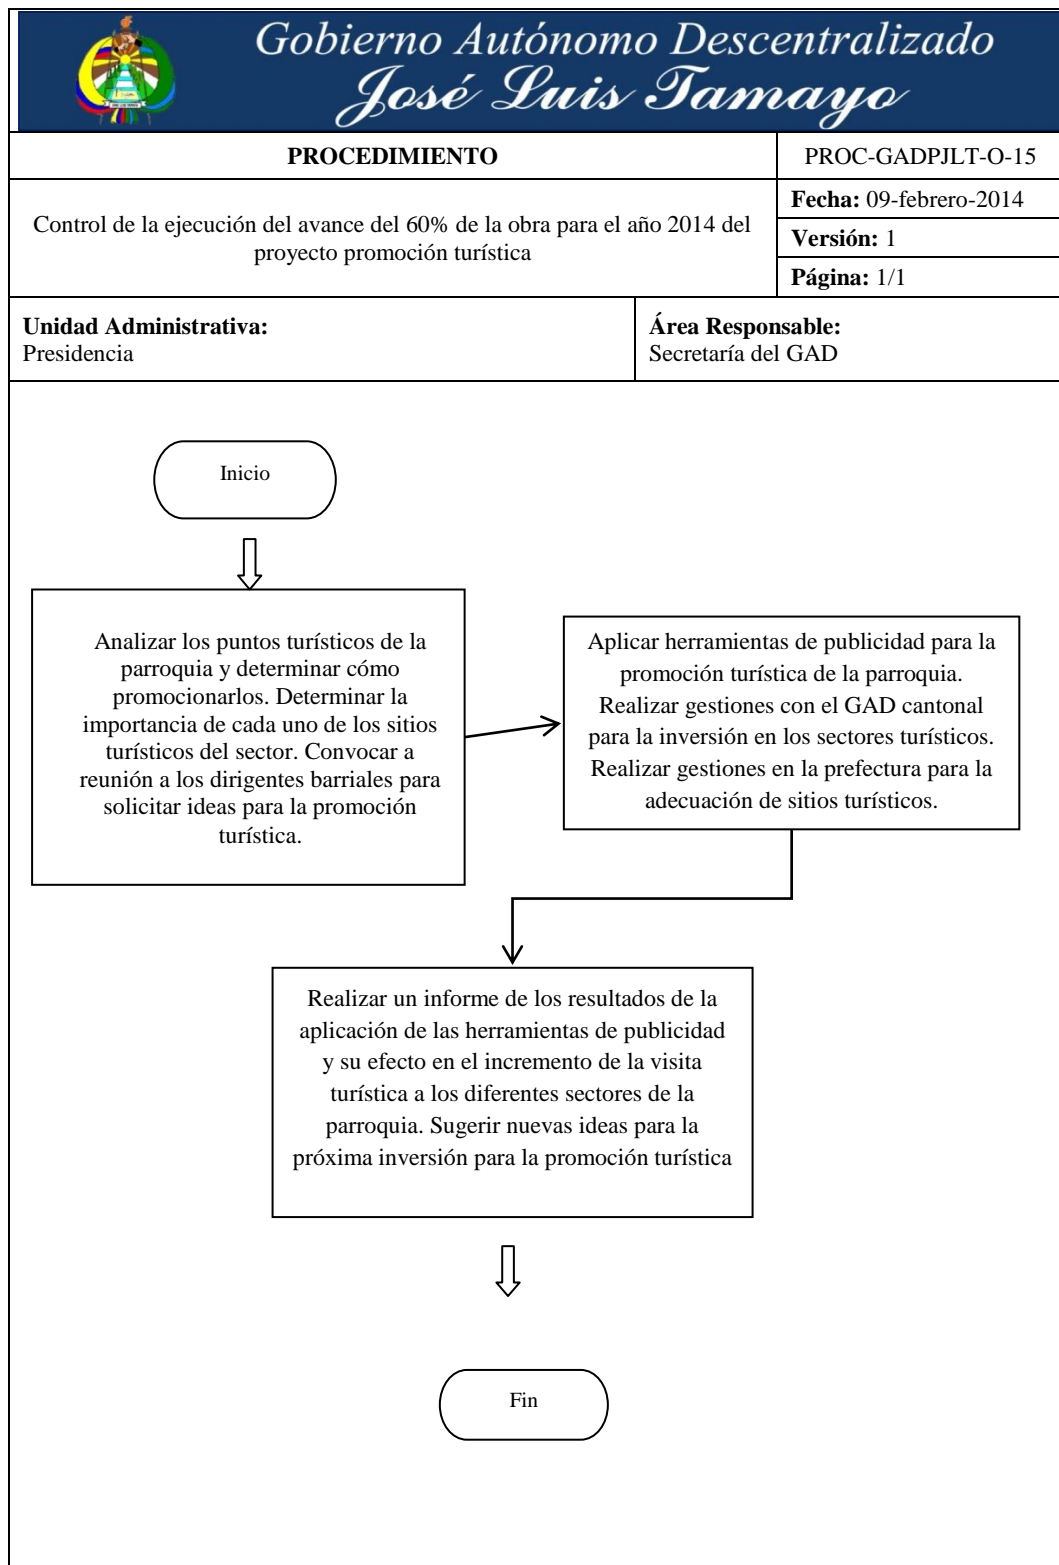 Gobierno Autónomo Descentralizado
José Luis Tamayo
PROCEDIMIENTO
PROC-GADPJLT-O-15
Control de la ejecución del avance del 60% de la obra para el año 2014 del
proyecto promoción turística
Fecha: 09-febrero-2014
Versión: 1
Página: 1/1
Unidad Administrativa:
Presidencia
Área Responsable:
Secretaría del GAD
Inicio
Analizar los puntos turísticos de la
parroquia y determinar cómo
promocionarlos. Determinar la
importancia de cada uno de los sitios
turísticos del sector. Convocar a
reunión a los dirigentes barriales para
solicitar ideas para la promoción
turística.
Aplicar herramientas de publicidad para la
promoción turística de la parroquia.
Realizar gestiones con el GAD cantonal
para la inversión en los sectores turísticos.
Realizar gestiones en la prefectura para la
adecuación de sitios turísticos.
Realizar un informe de los resultados de la
aplicación de las herramientas de publicidad
y su efecto en el incremento de la visita
turística a los diferentes sectores de la
parroquia. Sugerir nuevas ideas para la
próxima inversión para la promoción turística
Fin